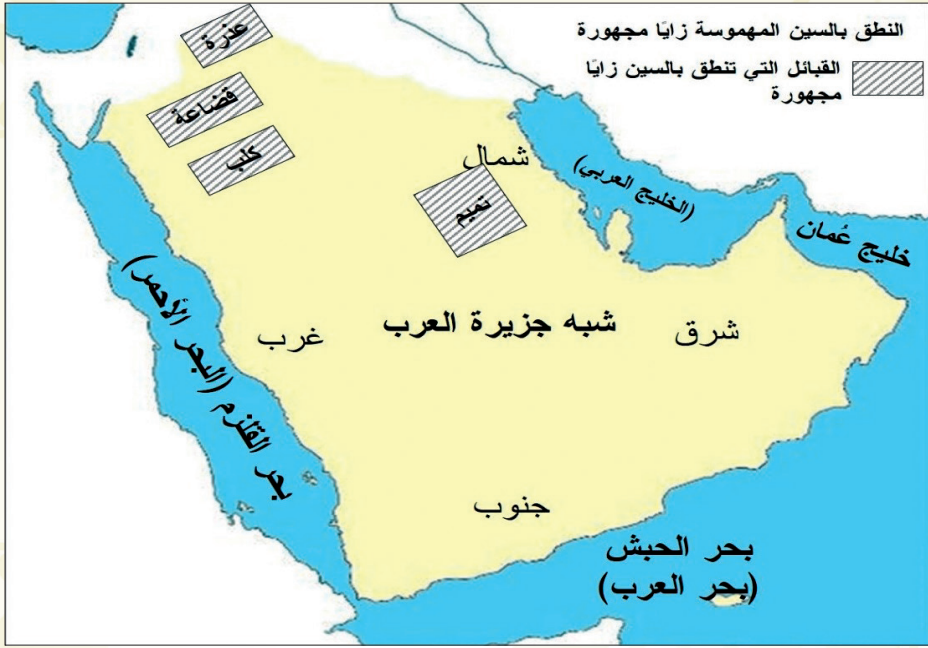 النطق بالسين المهموسة زايًا مجهورة
القبائل التي تنطق بالسين زايًا
مجهورة
عذرة
قضاعة
كلب
شمال
تميم
(الخليج العربي)
خليج عُمان
شبه جزيرة العرب
شرق
غرب
بحر القلزم (البحر الأحمر)
جنوب
بحر الحبش
(بحر العرب)